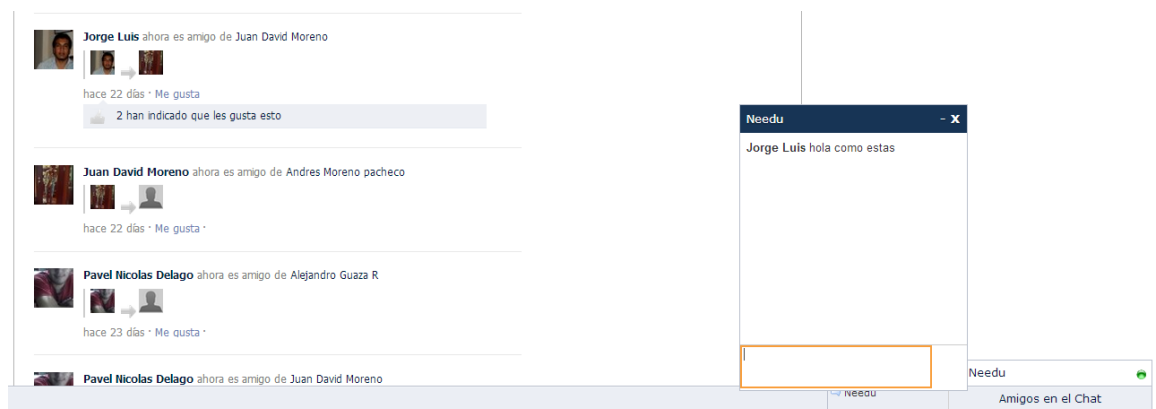 Jorge Luis ahora es amigo de Juan David Moreno
hace 22 días · Me gusta
2 han indicado que les gusta esto
Juan David Moreno ahora es amigo de Andres Moreno pacheco
hace 22 días · Me gusta ·
Pavel Nicolas Delago ahora es amigo de Alejandro Guaza R
hace 23 días · Me gusta ·
Pavel Nicolas Delago ahora es amigo de Juan David Moreno
Needu - X
Jorge Luis hola como estas
Needu
Needu
Amigos en el Chat